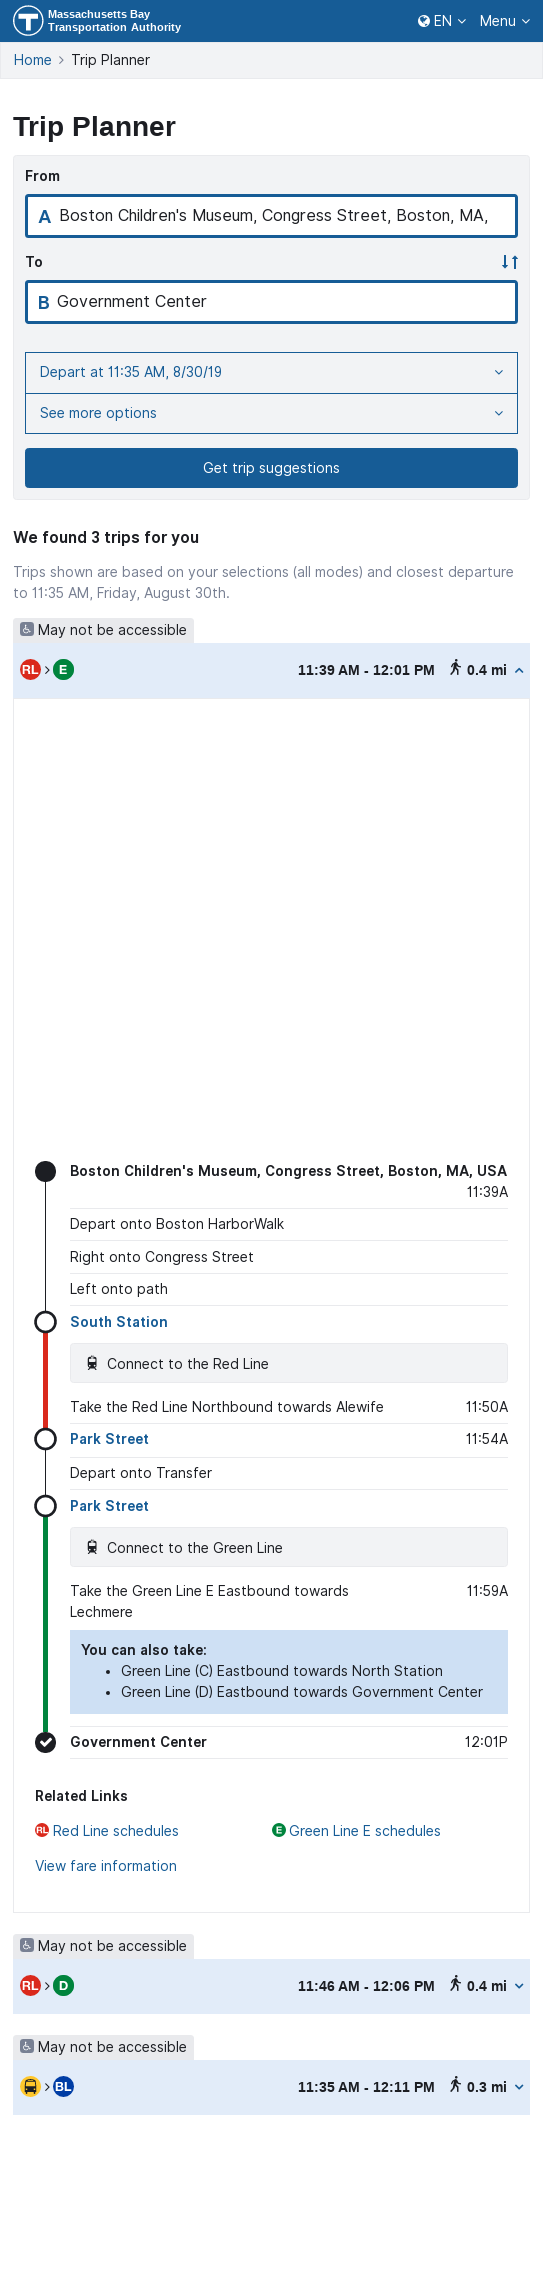 Massachusetts Bay
Transportation Authority
EN Menu
Home > Trip Planner
Trip Planner
From
A Boston Children's Museum, Congress Street, Boston, MA,
To
B Government Center
Depart at 11:35 AM, 8/30/19
See more options
Get trip suggestions
We found 3 trips for you
Trips shown are based on your selections (all modes) and closest departure
to 11:35 AM, Friday, August 30th.
May not be accessible
RL > E 11:39 AM - 12:01 PM 0.4 mi
Boston Children's Museum, Congress Street, Boston, MA, USA
11:39A
Depart onto Boston HarborWalk
Right onto Congress Street
Left onto path
South Station
Connect to the Red Line
Take the Red Line Northbound towards Alewife 11:50A
Park Street 11:54A
Depart onto Transfer
Park Street
Connect to the Green Line
Take the Green Line E Eastbound towards 11:59A
Lechmere
You can also take:
• Green Line (C) Eastbound towards North Station
• Green Line (D) Eastbound towards Government Center
Government Center 12:01P
Related Links
RL Red Line schedules E Green Line E schedules
View fare information
May not be accessible
RL > D 11:46 AM - 12:06 PM 0.4 mi
May not be accessible
> BL 11:35 AM - 12:11 PM 0.3 mi